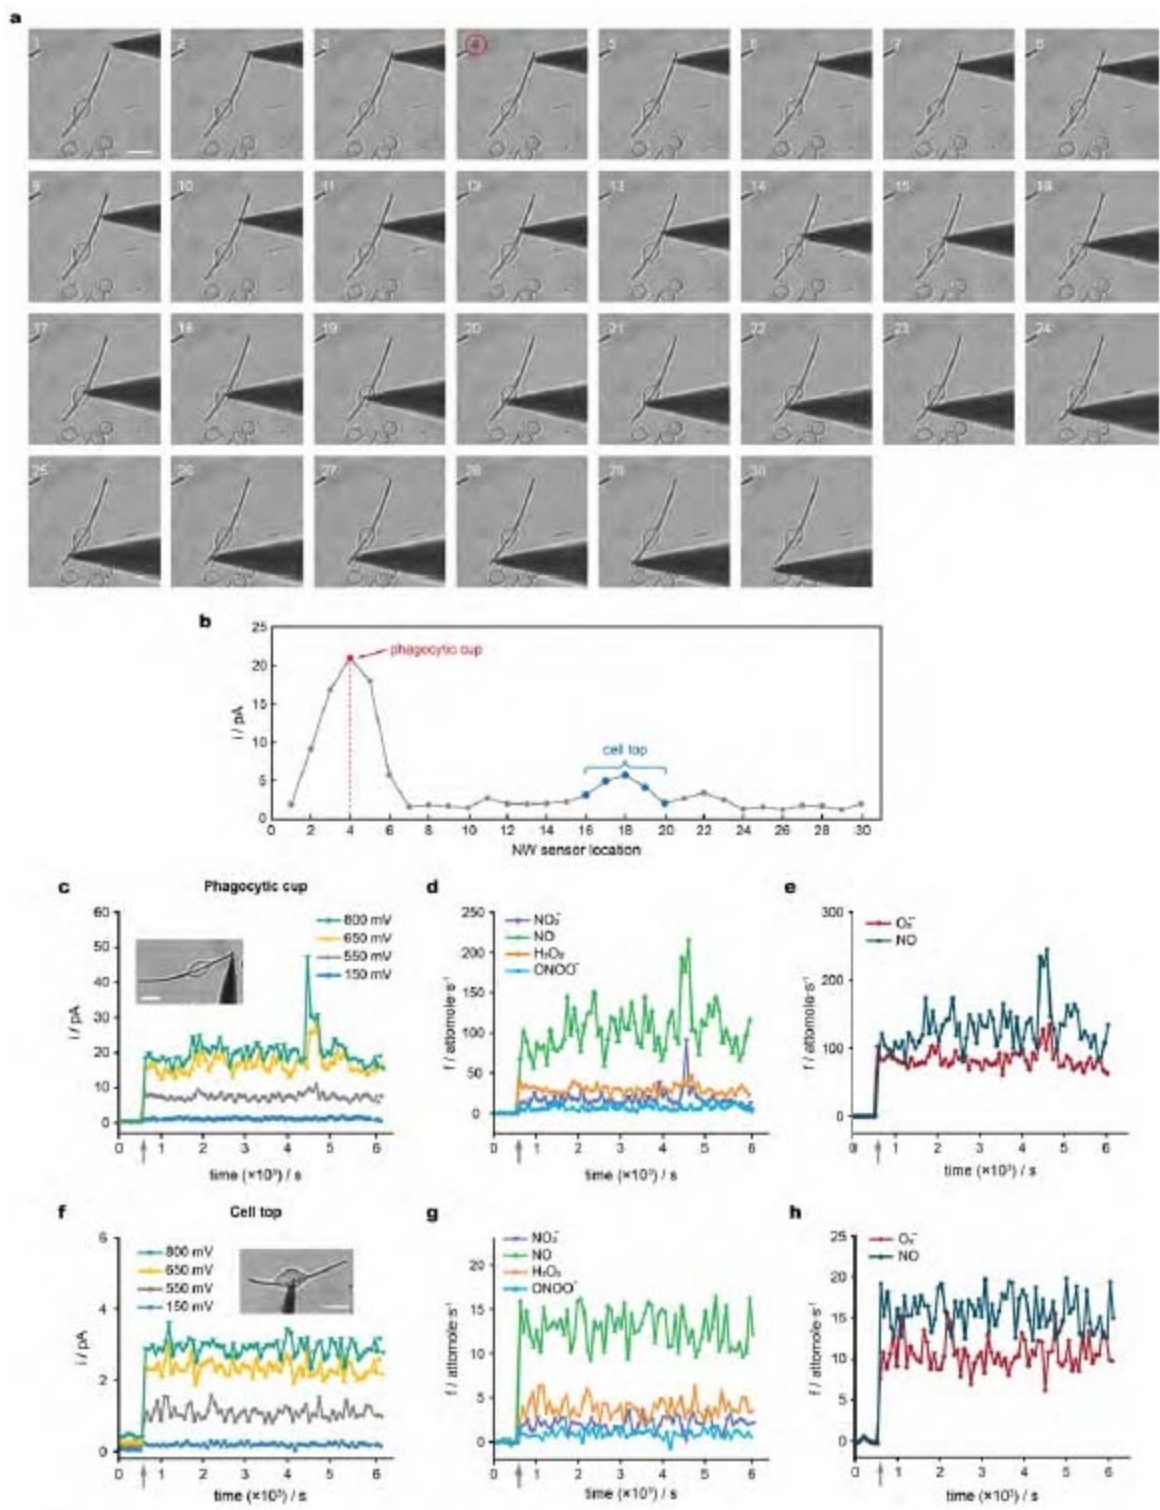 a
1 2 3 4 5 6 7 8
9 10 11 12 13 14 15 16
17 18 19 20 21 22 23 24
25 26 27 28 29 30
b
25
20
15
10
5
0
i / pA
phagocytic cup
cell top
0 2 4 6 8 10 12 14 16 18 20 22 24 26 28 30
NW sensor location
c
Phagocytic cup
60
50
40
30
20
10
0
i / pA
800 mV
650 mV
550 mV
150 mV
0 1 2 3 4 5 6
time (×10³) / s
d
250
200
150
100
50
0
f / attomole·s⁻¹
NO₂⁻
NO
H₂O₂
ONOO⁻
0 1 2 3 4 5 6
time (×10³) / s
e
300
200
100
0
f / attomole·s⁻¹
O₂⁻
NO
0 1 2 3 4 5 6
time (×10³) / s
f
Cell top
6
4
2
0
i / pA
800 mV
650 mV
550 mV
150 mV
0 1 2 3 4 5 6
time (×10³) / s
g
20
15
10
5
0
f / attomole·s⁻¹
NO₂⁻
NO
H₂O₂
ONOO⁻
0 1 2 3 4 5 6
time (×10³) / s
h
25
20
15
10
5
0
f / attomole·s⁻¹
O₂⁻
NO
0 1 2 3 4 5 6
time (×10³) / s